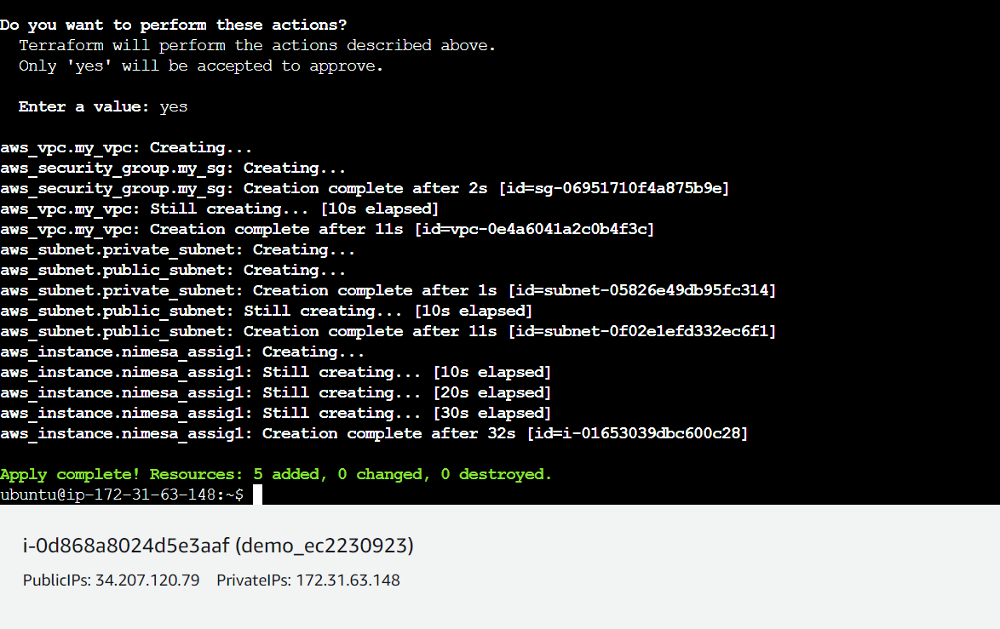 Do you want to perform these actions?
Terraform will perform the actions described above.
Only 'yes' will be accepted to approve.
Enter a value: yes
aws_vpc.my_vpc: Creating...
aws_security_group.my_sg: Creating...
aws_security_group.my_sg: Creation complete after 2s [id=sg-06951710f4a875b9e]
aws_vpc.my_vpc: Still creating... [10s elapsed]
aws_vpc.my_vpc: Creation complete after 11s [id=vpc-0e4a6041a2c0b4f3c]
aws_subnet.private_subnet: Creating...
aws_subnet.public_subnet: Creating...
aws_subnet.private_subnet: Creation complete after 1s [id=subnet-05826e49db95fc314]
aws_subnet.public_subnet: Still creating... [10s elapsed]
aws_subnet.public_subnet: Creation complete after 11s [id=subnet-0f02e1efd332ec6f1]
aws_instance.nimesa_assig1: Creating...
aws_instance.nimesa_assig1: Still creating... [10s elapsed]
aws_instance.nimesa_assig1: Still creating... [20s elapsed]
aws_instance.nimesa_assig1: Still creating... [30s elapsed]
aws_instance.nimesa_assig1: Creation complete after 32s [id=i-01653039dbc600c28]
Apply complete! Resources: 5 added, 0 changed, 0 destroyed.
ubuntu@ip-172-31-63-148:~$
i-0d868a8024d5e3aaf (demo_ec2230923)
PublicIPs: 34.207.120.79 PrivateIPs: 172.31.63.148